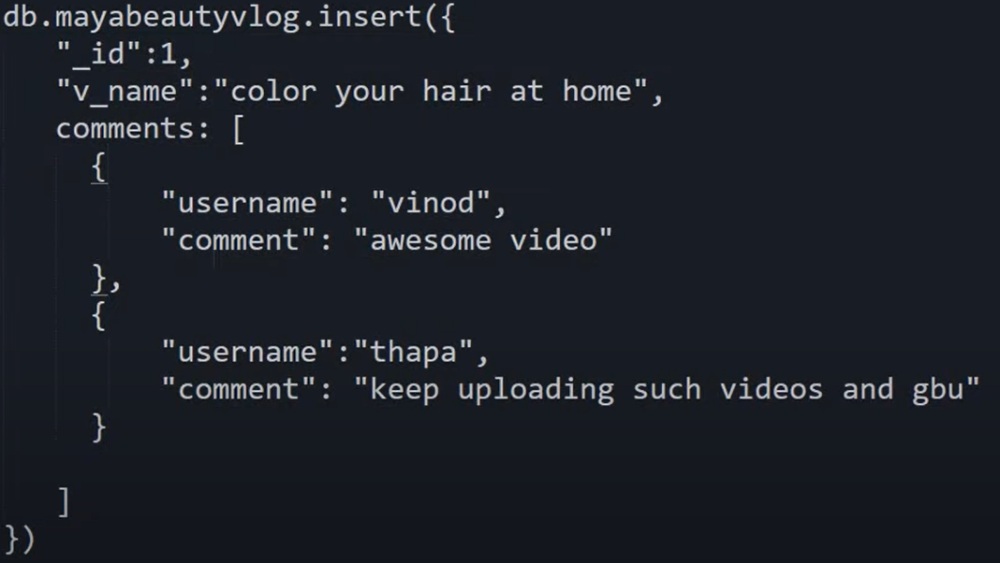 db.mayabeautyvlog.insert({
"_id":1,
"v_name":"color your hair at home",
comments: [
{
"username": "vinod",
"comment": "awesome video"
},
{
"username":"thapa",
"comment": "keep uploading such videos and gbu"
}
]
})